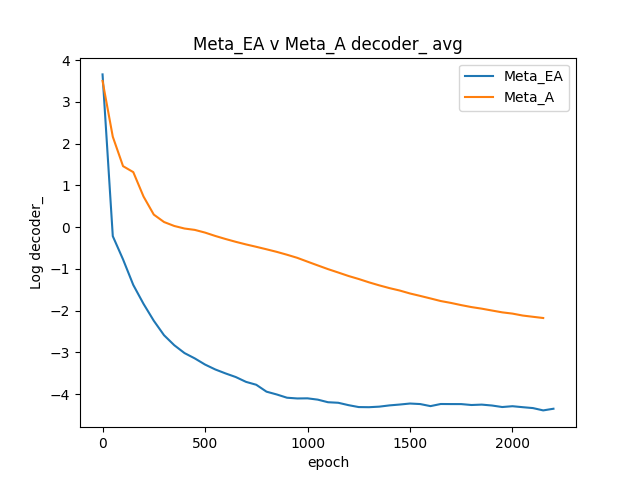 Meta_EA v Meta_A decoder_ avg
Meta_EA
Meta_A
Log decoder_
4
3
2
1
0
−1
−2
−3
−4
0
500
1000
1500
2000
epoch